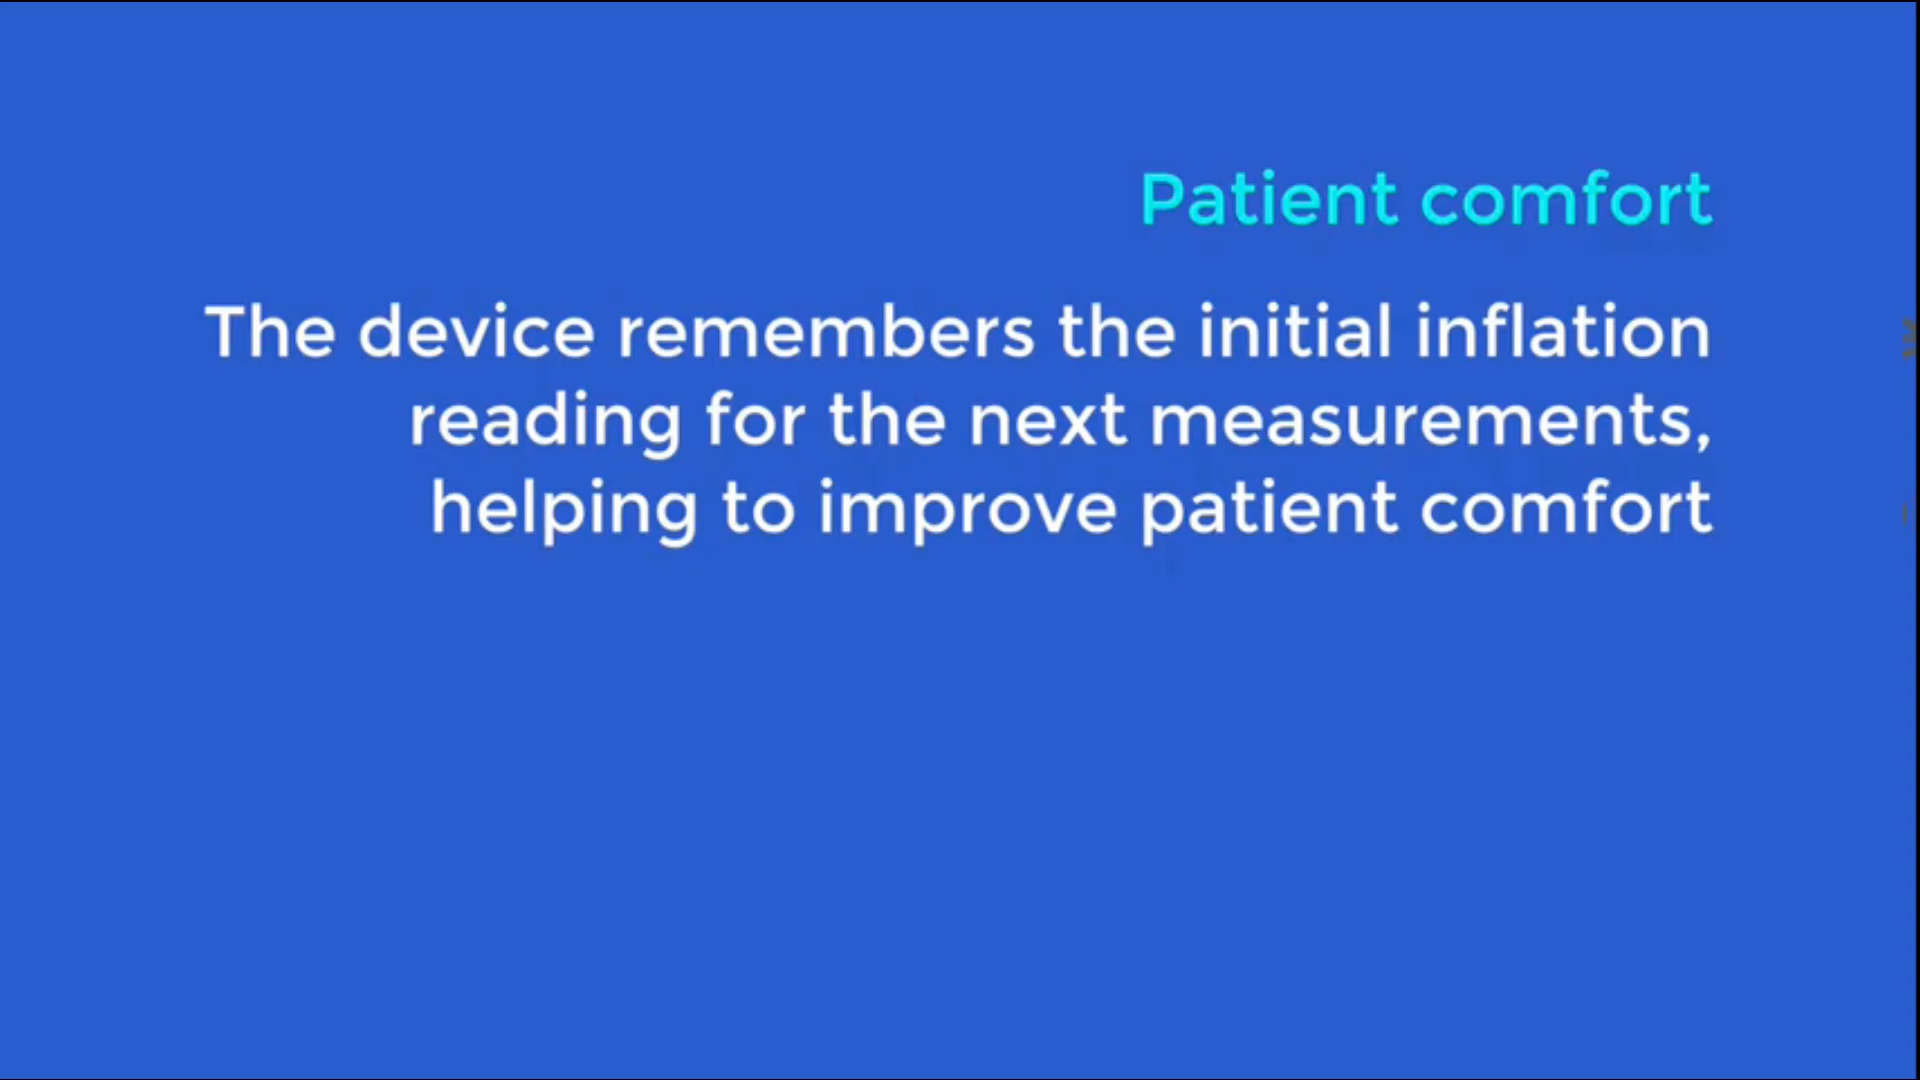 Patient comfort
The device remembers the initial inflation
reading for the next measurements,
helping to improve patient comfort